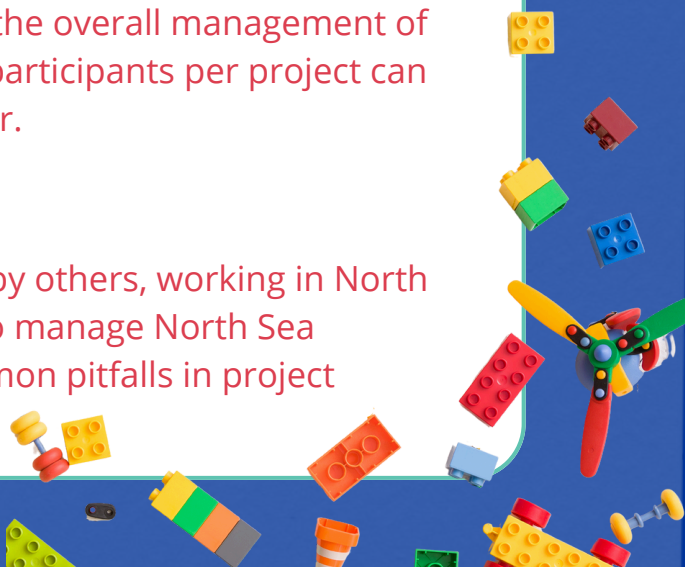 the overall management of
participants per project can
r.
by others, working in North
o manage North Sea
mon pitfalls in project